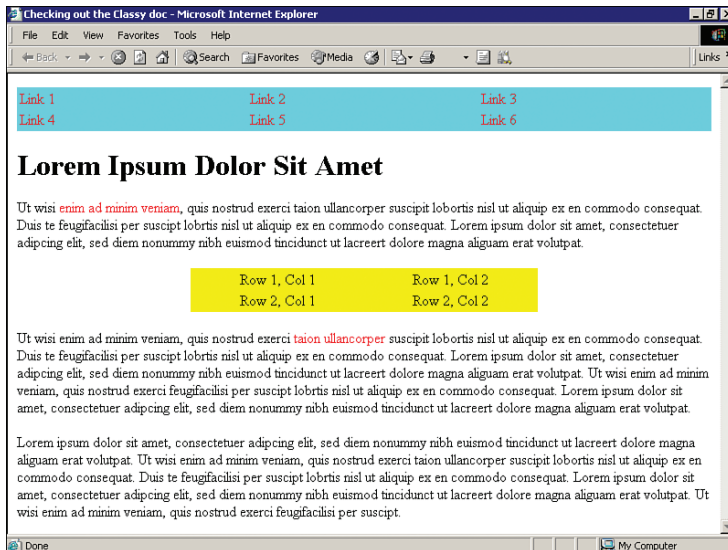 Checking out the Classy doc - Microsoft Internet Explorer
File Edit View Favorites Tools Help
Back Search Favorites Media Links
Link 1 Link 2 Link 3
Link 4 Link 5 Link 6
Lorem Ipsum Dolor Sit Amet
Ut wisi enim ad minim veniam, quis nostrud exerci taion ullancorper suscipit lobortis nisl ut aliquip ex en commodo consequat.
Duis te feugifacilisi per suscipt lobrtis nisl ut aliquip ex en commodo consequat. Lorem ipsum dolor sit amet, consectetuer
adipcing elit, sed diem nonummy nibh euismod tincidunt ut lacreert dolore magna aliguam erat volutpat.
Row 1, Col 1 Row 1, Col 2
Row 2, Col 1 Row 2, Col 2
Ut wisi enim ad minim veniam, quis nostrud exerci taion ullancorper suscipit lobortis nisl ut aliquip ex en commodo consequat.
Duis te feugifacilisi per suscipt lobrtis nisl ut aliquip ex en commodo consequat. Lorem ipsum dolor sit amet, consectetuer
adipcing elit, sed diem nonummy nibh euismod tincidunt ut lacreert dolore magna aliguam erat volutpat. Ut wisi enim ad minim
veniam, quis nostrud exerci feugifacilisi per suscipt lobrtis nisl ut aliquip ex en commodo consequat. Lorem ipsum dolor sit
amet, consectetuer adipcing elit, sed diem nonummy nibh euismod tincidunt ut lacreert dolore magna aliguam erat volutpat.
Lorem ipsum dolor sit amet, consectetuer adipcing elit, sed diem nonummy nibh euismod tincidunt ut lacreert dolore magna
aliguam erat volutpat. Ut wisi enim ad minim veniam, quis nostrud exerci taion ullancorper suscipit lobortis nisl ut aliquip ex en
commodo consequat. Duis te feugifacilisi per suscipt lobrtis nisl ut aliquip ex en commodo consequat. Lorem ipsum dolor sit
amet, consectetuer adipcing elit, sed diem nonummy nibh euismod tincidunt ut lacreert dolore magna aliguam erat volutpat. Ut
wisi enim ad minim veniam, quis nostrud exerci feugifacilisi per suscipt.
Done My Computer